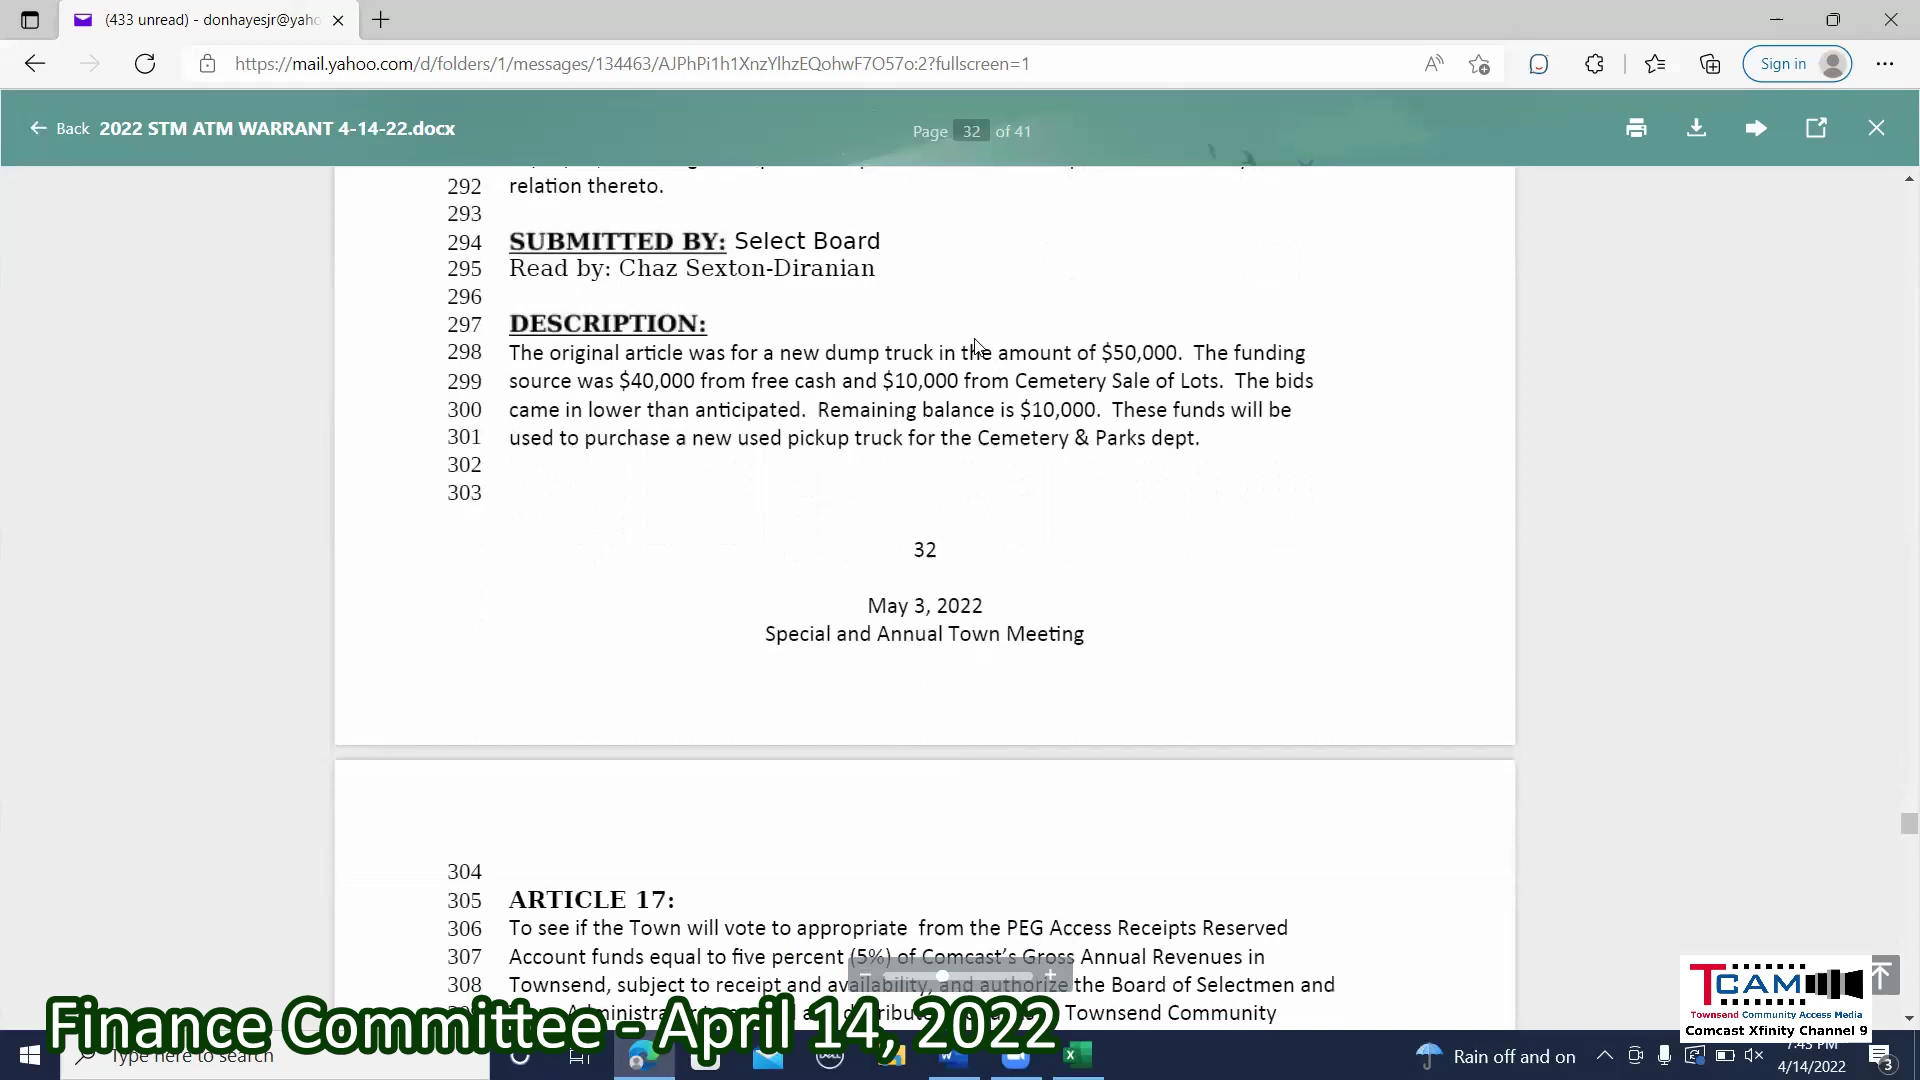 (433 unread) - donhayesjr@yaho
https://mail.yahoo.com/d/folders/1/messages/134463/AJPhPi1h1XnzYlhzEQohwF7O57o:2?fullscreen=1
Sign in
Back 2022 STM ATM WARRANT 4-14-22.docx
Page 32 of 41
292 relation thereto.
293
294 SUBMITTED BY: Select Board
295 Read by: Chaz Sexton-Diranian
296
297 DESCRIPTION:
298 The original article was for a new dump truck in the amount of $50,000. The funding
299 source was $40,000 from free cash and $10,000 from Cemetery Sale of Lots. The bids
300 came in lower than anticipated. Remaining balance is $10,000. These funds will be
301 used to purchase a new used pickup truck for the Cemetery & Parks dept.
302
303
32
May 3, 2022
Special and Annual Town Meeting
304
305 ARTICLE 17:
306 To see if the Town will vote to appropriate from the PEG Access Receipts Reserved
307 Account funds equal to five percent (5%) of Comcast's Gross Annual Revenues in
308 Townsend, subject to receipt and availability, and authorize the Board of Selectmen and
Townsend Community
Finance Committee - April 14, 2022
TCAM
Townsend Community Access Media
Comcast Xfinity Channel 9
Type here to search
DELL
Rain off and on
7:43 PM
4/14/2022
3